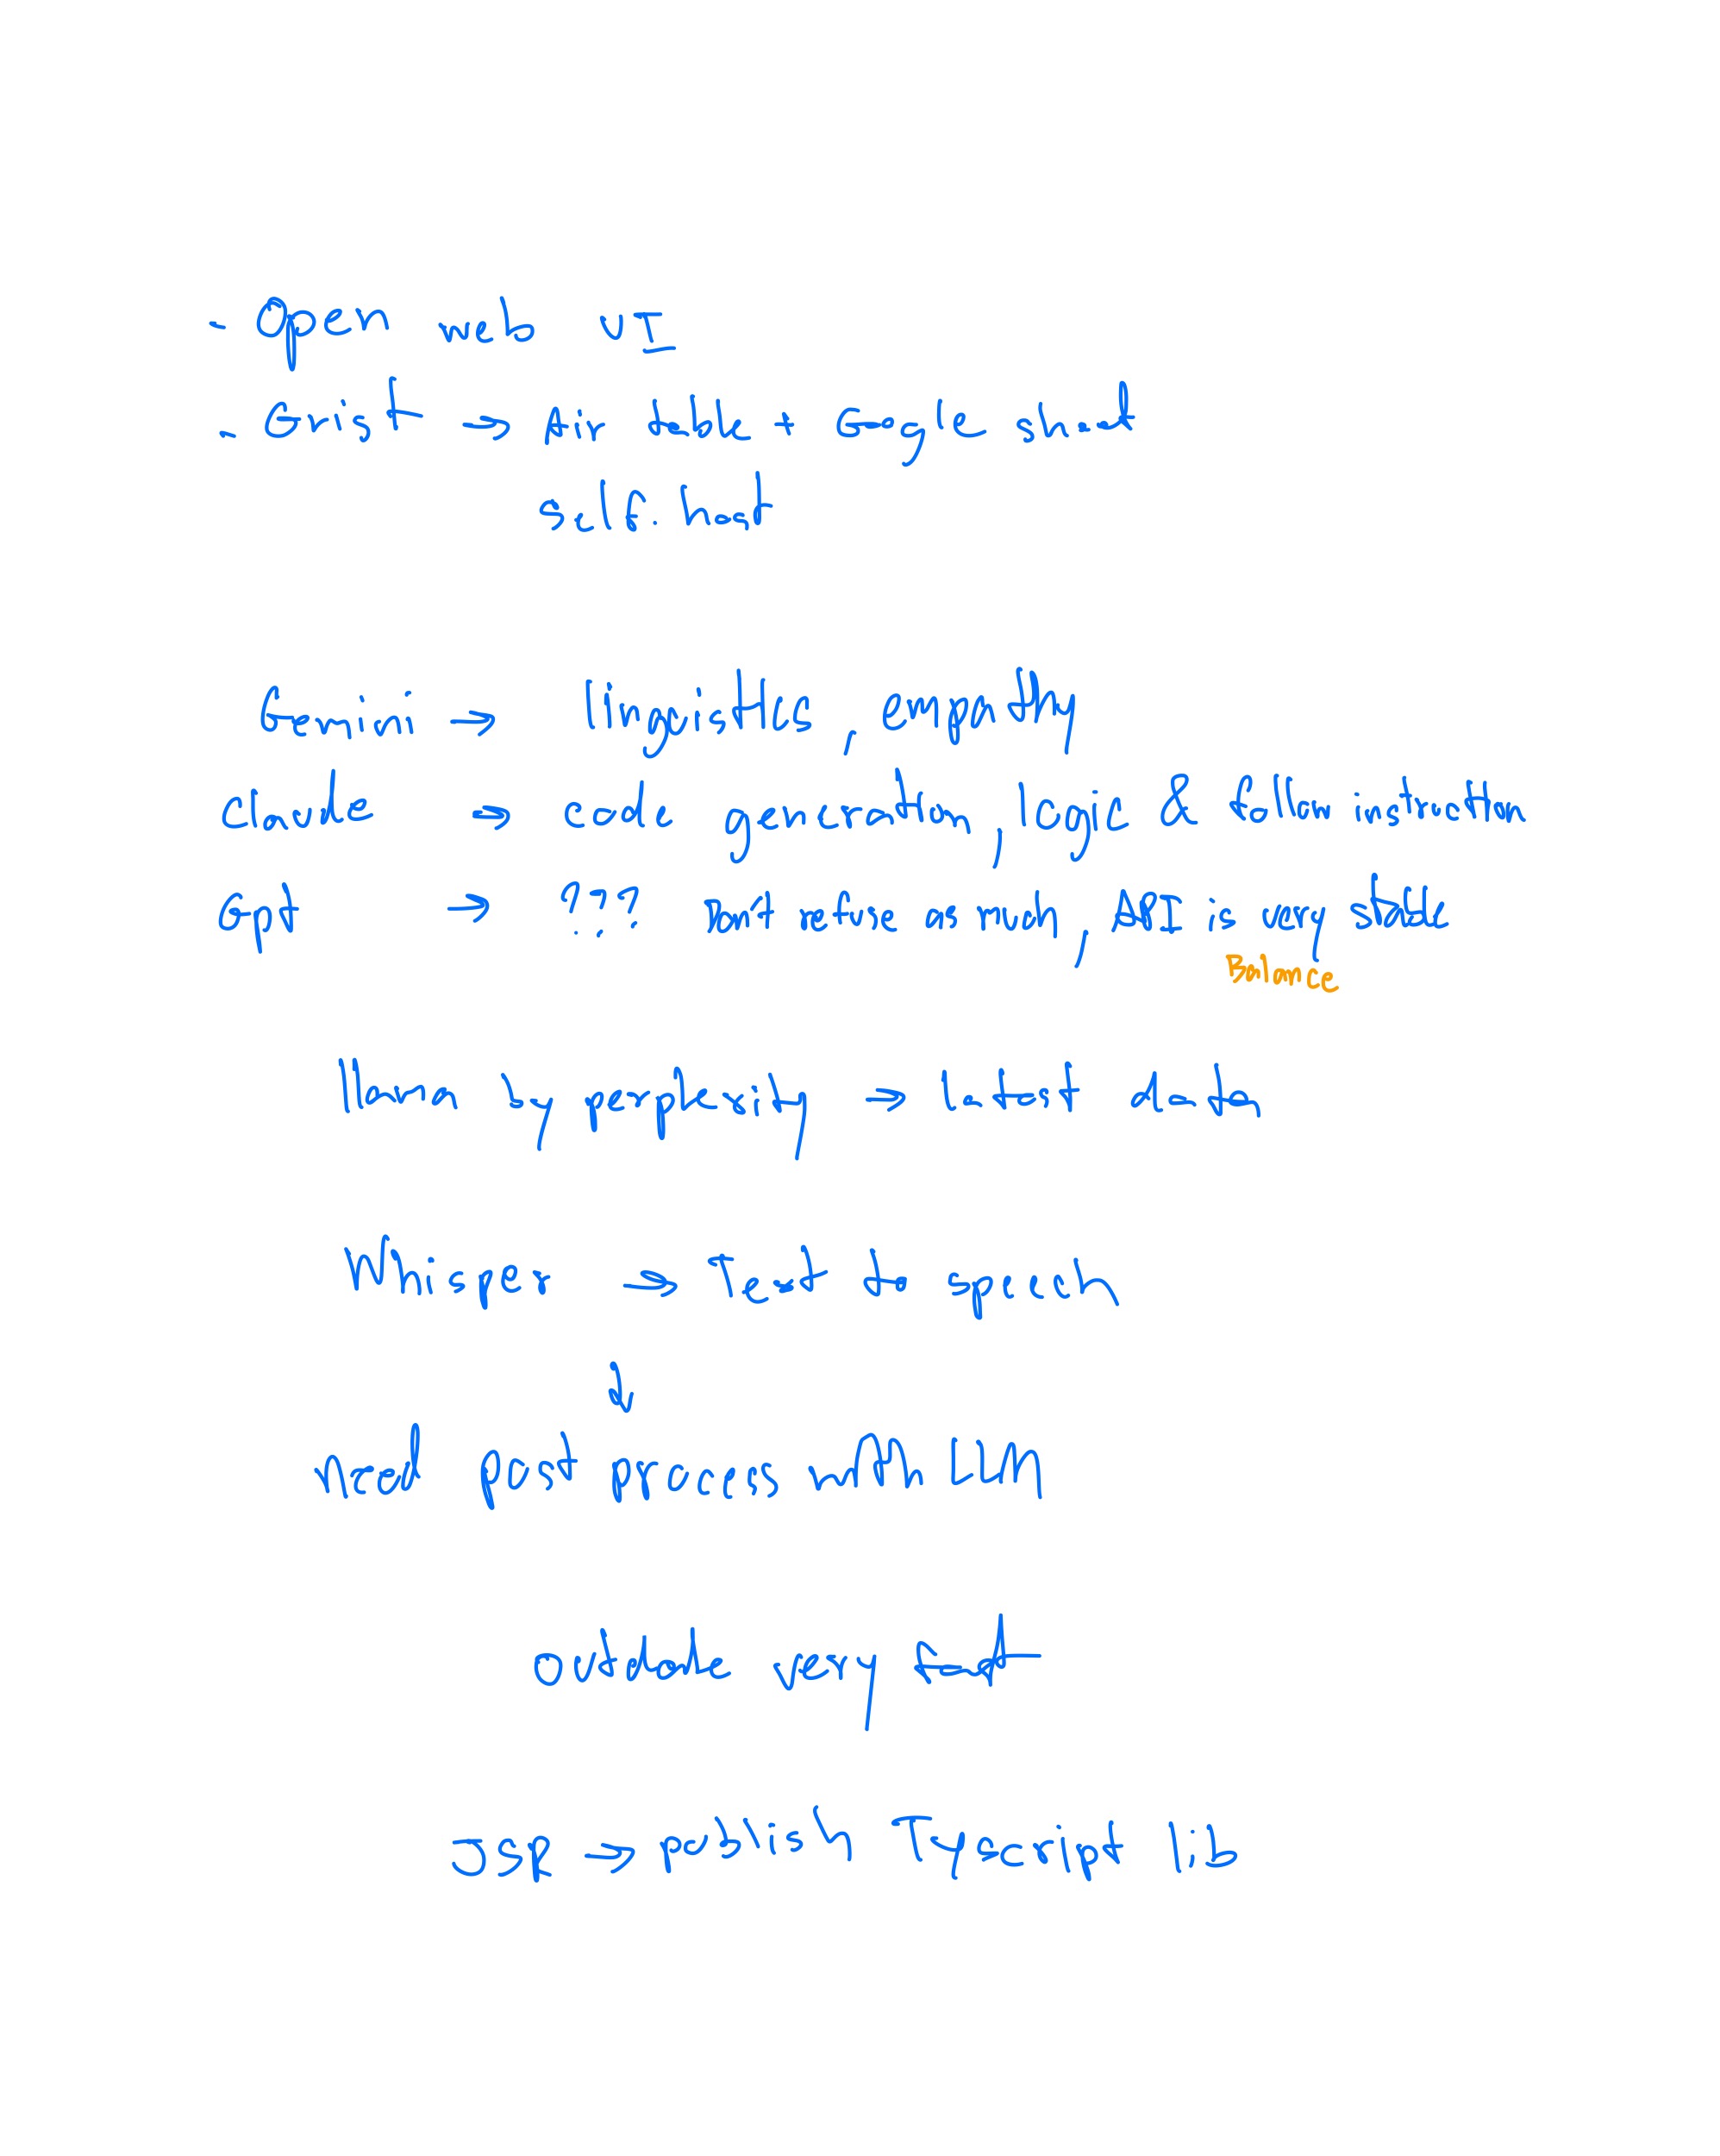 - Open web UI
- Grist → Air table + Google sheet
self. host
Gemini → linguistic, empathy
Claude → code generation, logic & follow instruction
Gpt → ??? Don't refuse as much, API is very stable
Balance
llama by perplexity → latest data
Whisper → Text to speech
↓
need post process with LLM
outdate very fast
JSR → publish Typescript lib